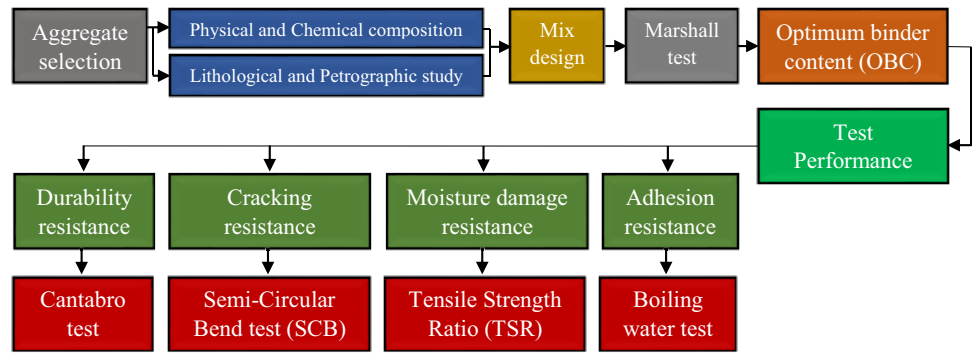 Aggregate
selection
Physical and Chemical composition
Lithological and Petrographic study
Mix
design
Marshall
test
Optimum binder
content (OBC)
Test
Performance
Durability
resistance
Cracking
resistance
Moisture damage
resistance
Adhesion
resistance
Cantabro
test
Semi-Circular
Bend test (SCB)
Tensile Strength
Ratio (TSR)
Boiling
water test